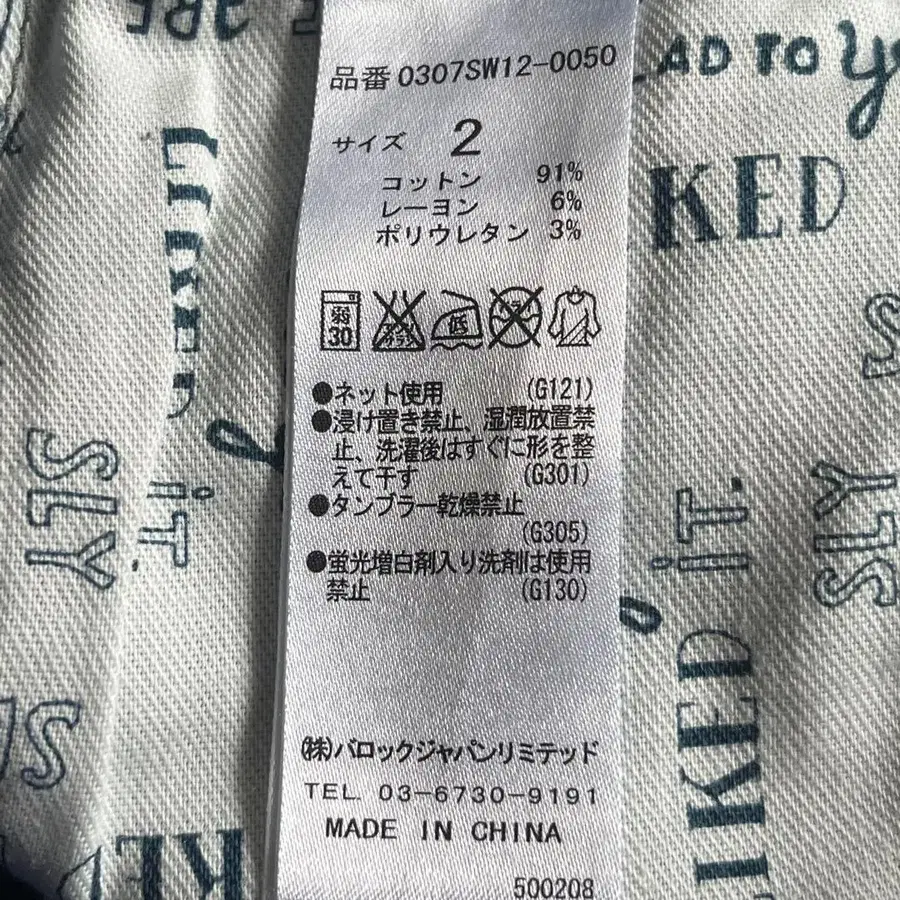 品番 0307SW12-0050
サイズ 2
コットン 91%
レーヨン 6%
ポリウレタン 3%
弱
30
低
●ネット使用 (G121)
●浸け置き禁止、湿潤放置禁
止、洗濯後はすぐに形を整
えて干す (G301)
●タンブラー乾燥禁止
(G305)
●蛍光増白剤入り洗剤は使用
禁止 (G130)
㈱バロックジャパンリミテッド
TEL. 03-6730-9191
MADE IN CHINA
500208
AD TO
KED
SLY
iT.
SLY
iT.
LIKED